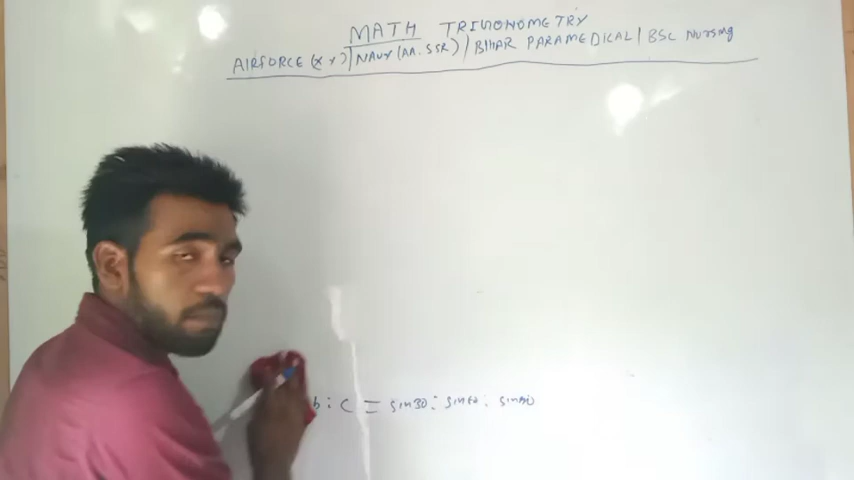 MATH TRIGONOMETRY
AIRFORCE (X Y) | NAVY (AA. SSR) / BIHAR PARAMEDICAL | BSC NURSING
b : c = sin30 : sin60 : sin90